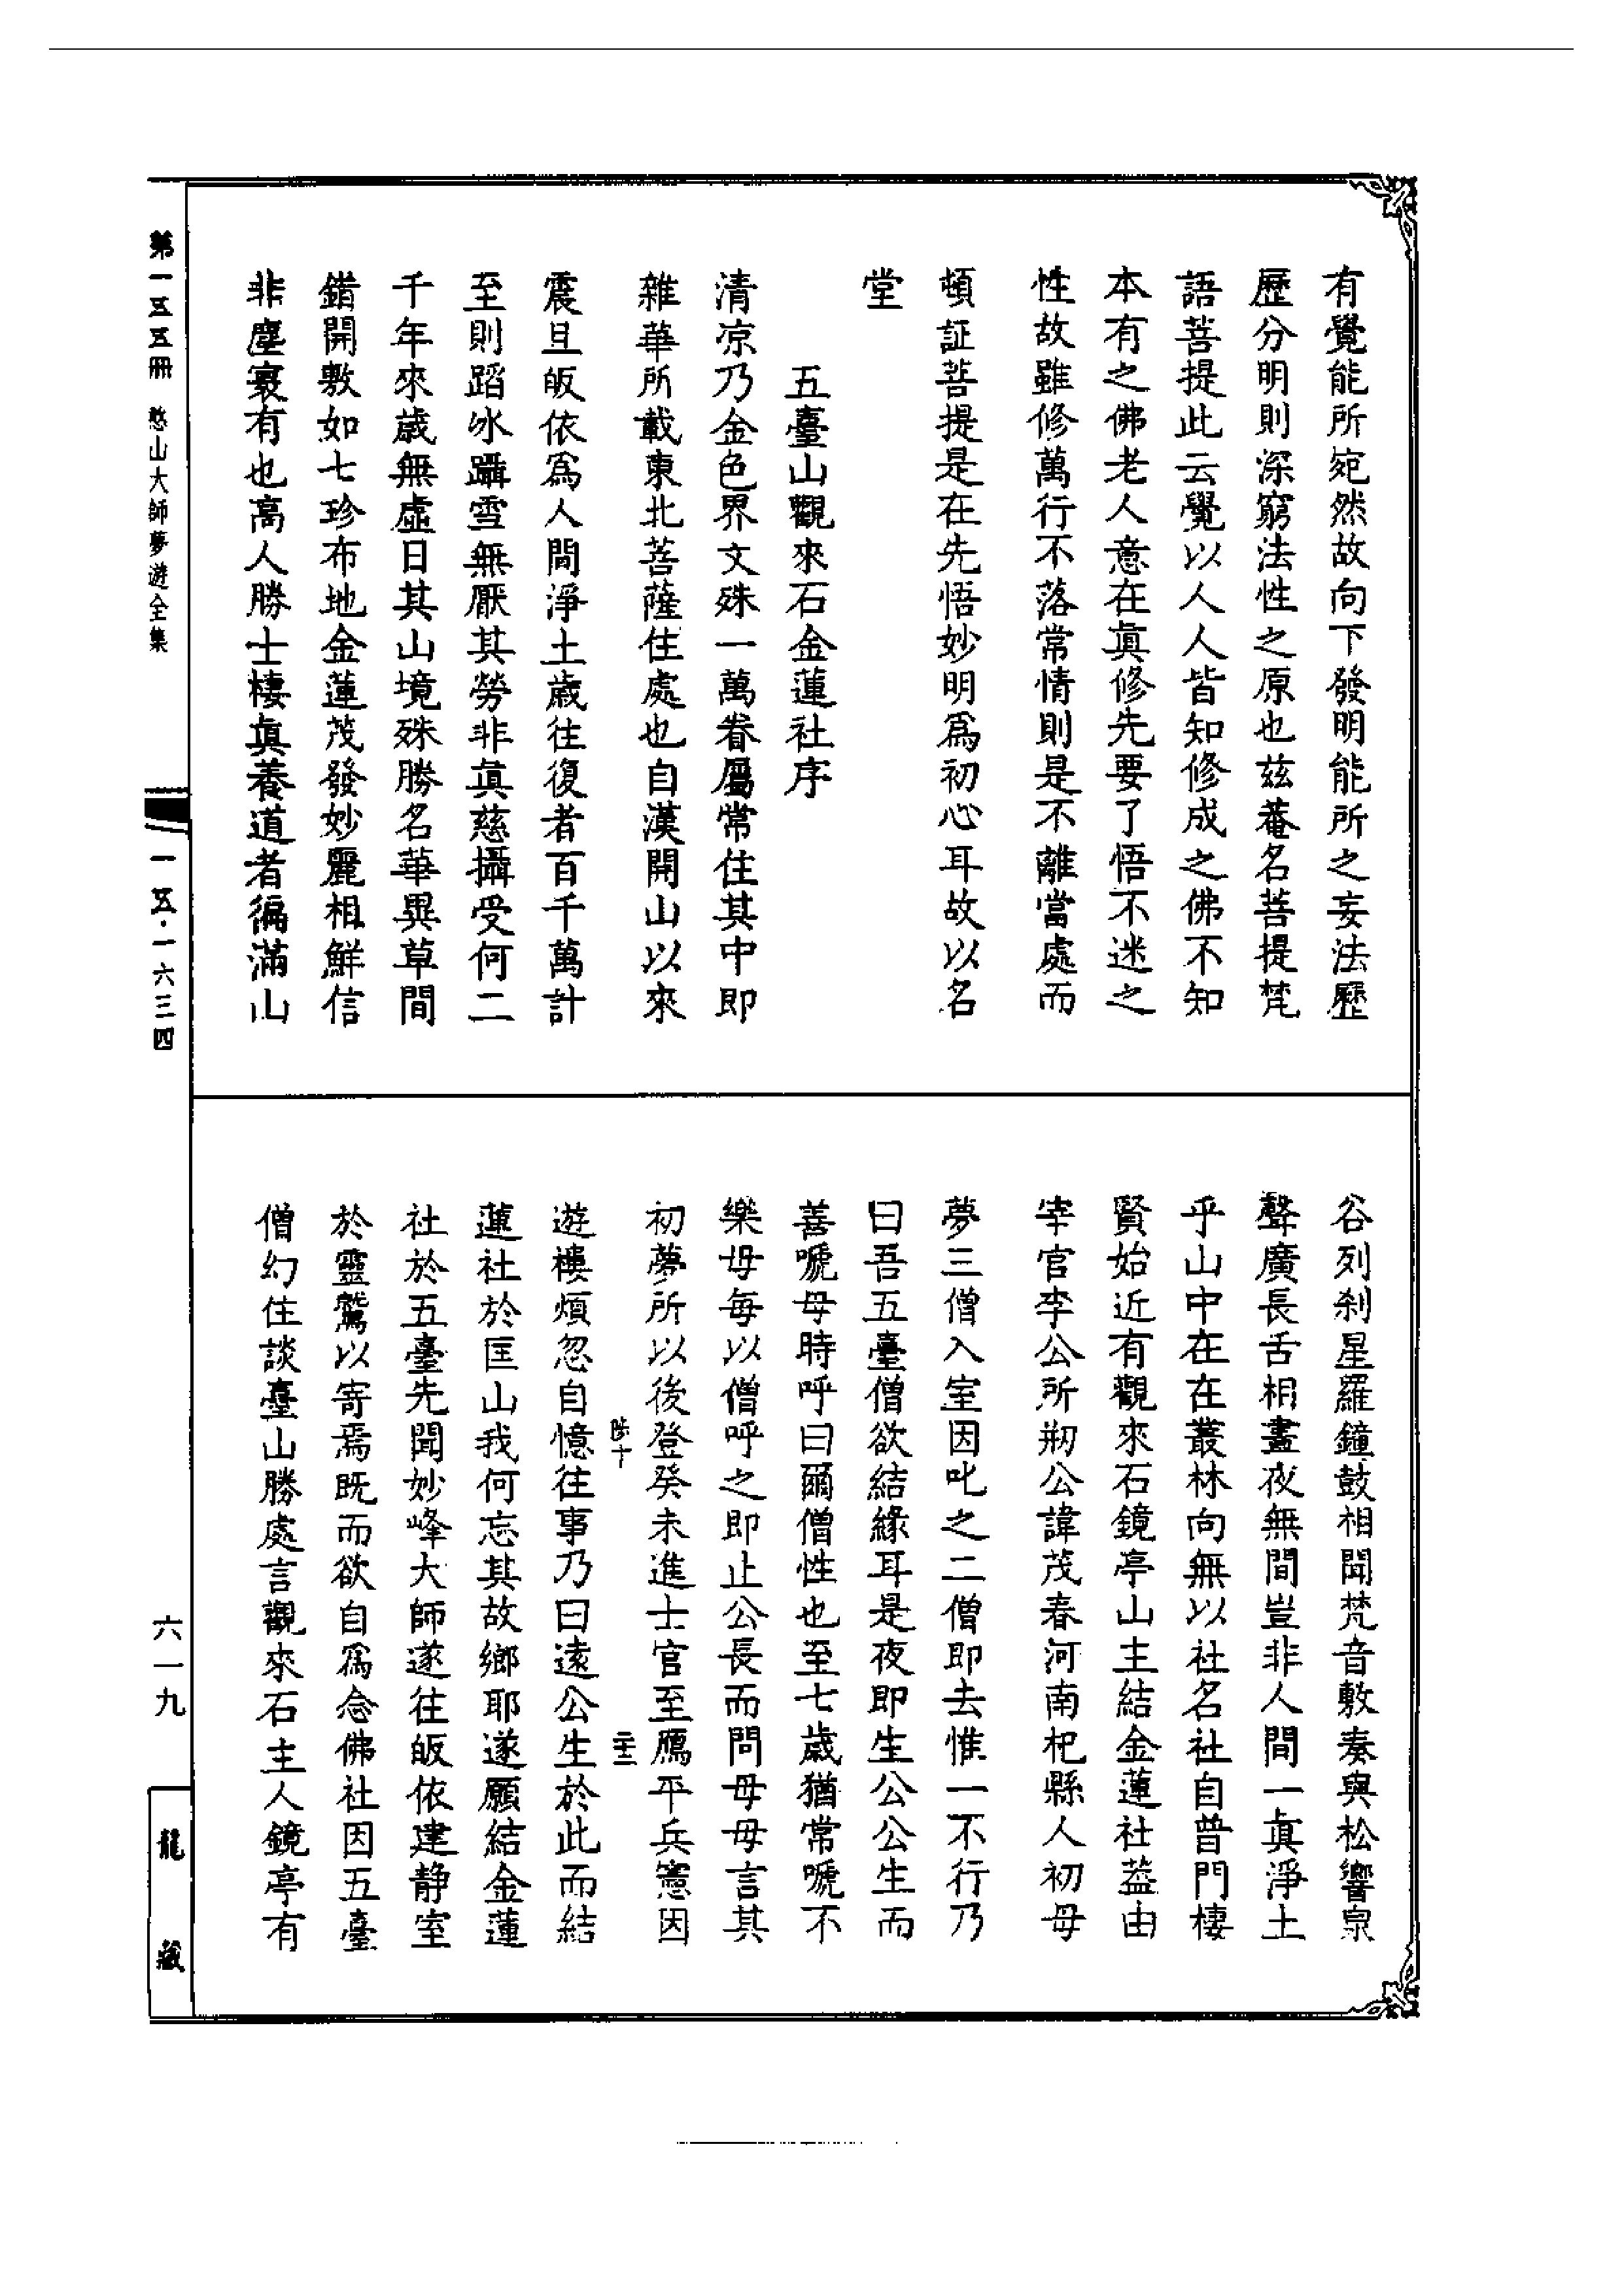 有覺能所宛然故向下發明能所之妄法歷
歷分明則深窮法性之原也茲菴名菩提梵
語菩提此云覺以人人皆知修成之佛不知
本有之佛老人意在眞修先要了悟不迷之
性故雖修萬行不落常情則是不離當處而
頓証菩提是在先悟妙明爲初心耳故以名
堂
五臺山觀來石金蓮社序
清凉乃金色界文殊一萬眷屬常住其中即
雜華所載東北菩薩住處也自漢開山以來
震旦皈依爲人間淨土歲往復者百千萬計
至則蹈氷躡雪無厭其勞非眞慈攝受何二
千年來歲無虛日其山境殊勝名華異草間
錯開敷如七珍布地金蓮茂發妙麗相鮮信
非塵寰有也高人勝士棲眞養道者徧滿山
谷列刹星羅鐘鼓相聞梵音敷奏與松響泉
聲廣長舌相晝夜無間豈非人間一眞淨土
乎山中在在叢林向無以社名社自普門棲
賢始近有觀來石鏡亭山主結金蓮社葢由
宰官李公所剏公諱茂春河南杞縣人初母
夢三僧入室因叱之二僧即去惟一不行乃
曰吾五臺僧欲結緣耳是夜即生公公生而
善嗁母時呼曰爾僧性也至七歲猶常嗁不
樂母每以僧呼之即止公長而問母母言其
初夢所以後登癸未進士官至鴈平兵憲因
陟十
二十三
遊樓煩忽自憶往事乃曰遠公生於此而結
蓮社於匡山我何忘其故鄉耶遂願結金蓮
社於五臺先聞妙峰大師遂往皈依建静室
於靈鷲以寄焉既而欲自爲念佛社因五臺
僧幻住談臺山勝處言觀來石主人鏡亭有
第一五五冊 憨山大師夢遊全集
一五·一六三四
六一九
龍藏